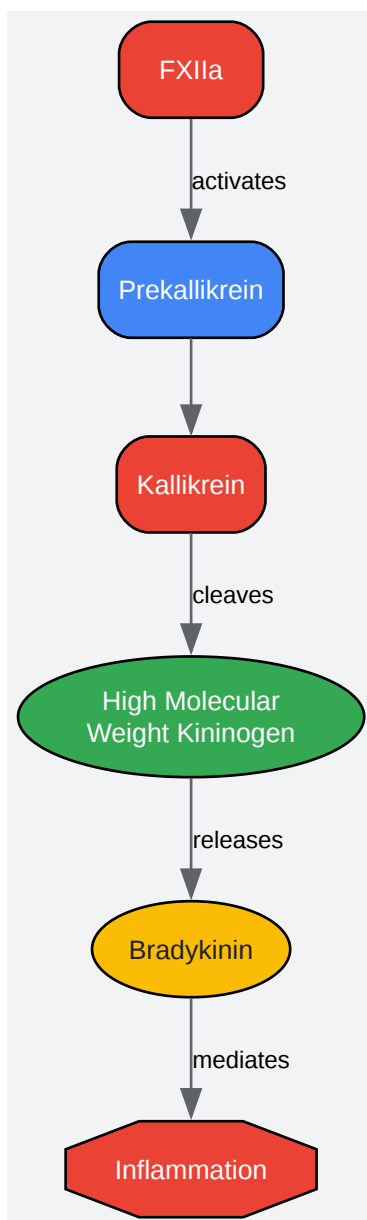 FXIIa
activates
Prekallikrein
Kallikrein
cleaves
High Molecular
Weight Kininogen
releases
Bradykinin
mediates
Inflammation